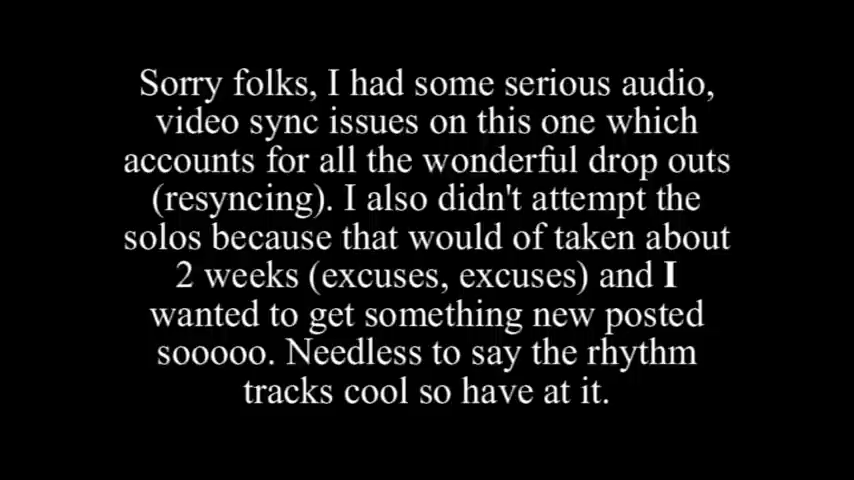 Sorry folks, I had some serious audio,
video sync issues on this one which
accounts for all the wonderful drop outs
(resyncing). I also didn't attempt the
solos because that would of taken about
2 weeks (excuses, excuses) and I
wanted to get something new posted
sooooo. Needless to say the rhythm
tracks cool so have at it.